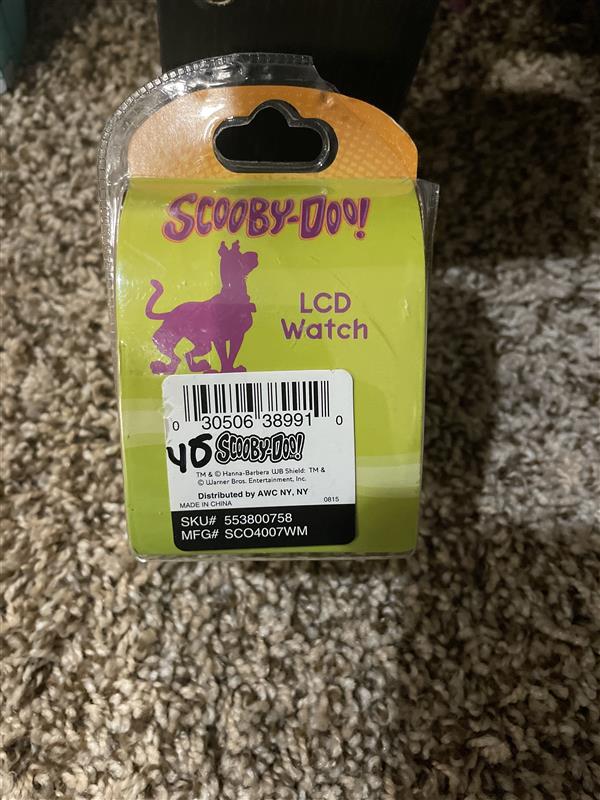 SCOOBY-DOO!
LCD
Watch
0 30506 38991 0
40 SCOOBY-DOO!
TM & © Hanna-Barbera WB Shield: TM &
© Warner Bros. Entertainment, Inc.
Distributed by AWC NY, NY
MADE IN CHINA 0815
SKU# 553800758
MFG# SCO4007WM